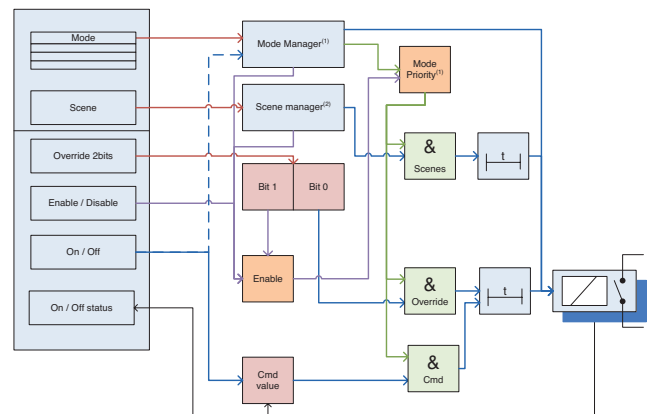 Mode
Mode Manager(1)
Mode
Priority(1)
Scene
Scene manager(2)
&
Scenes
t
Override 2bits
Bit 1
Bit 0
Enable / Disable
On / Off
Enable
&
Override
t
On / Off status
&
Cmd
Cmd
value